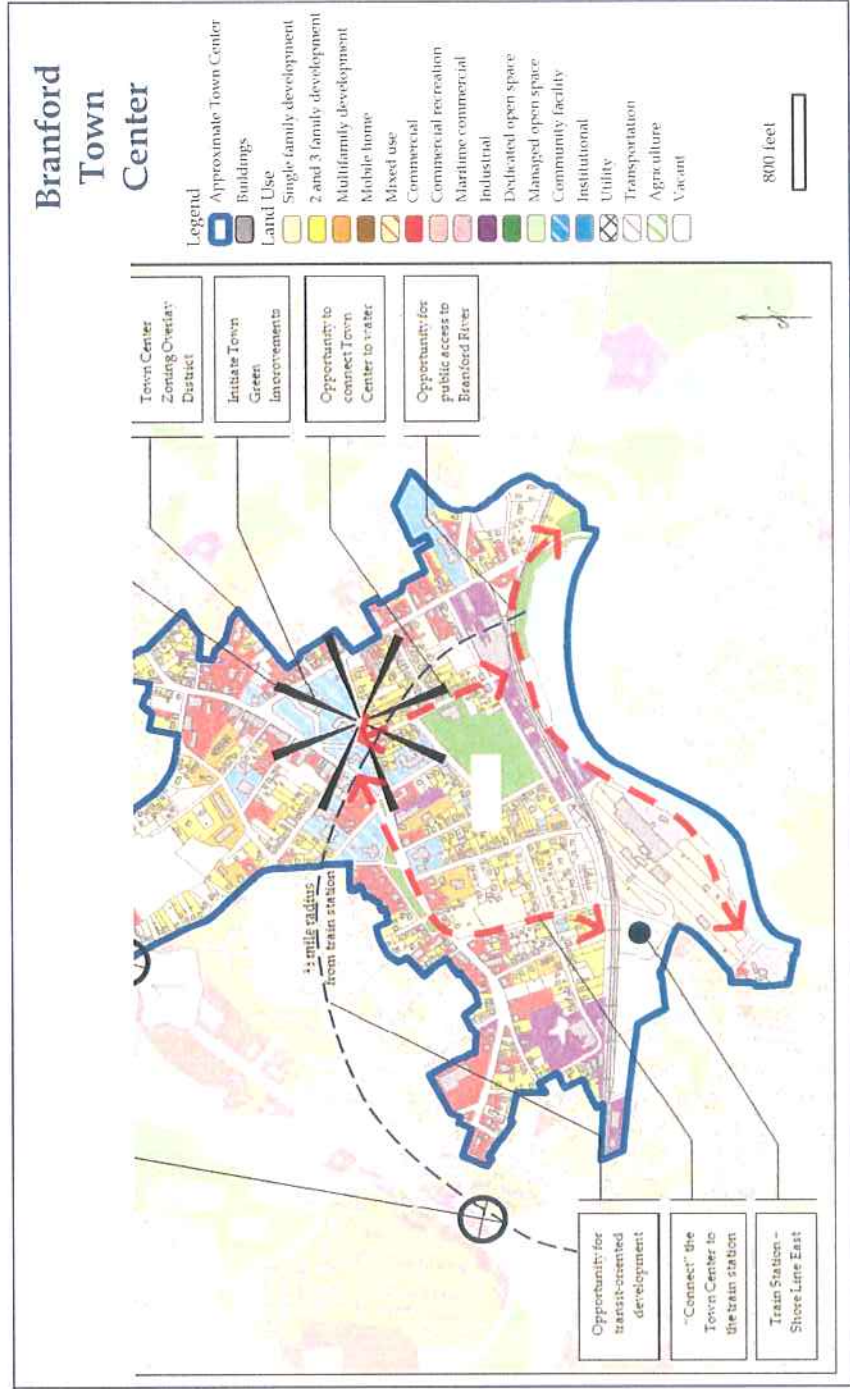 Branford
Town
Center
Legend
Approximate Town Center
Buildings
Land Use
Single family development
2 and 3 family development
Multifamily development
Mobile home
Mixed use
Commercial
Commercial recreation
Maritime commercial
Industrial
Dedicated open space
Managed open space
Community facility
Institutional
Utility
Transportation
Agriculture
Vacant
800 feet
Town Center
Zoning Overlay
District
Initiate Town
Green
Improvements
Opportunity to
connect Town
Center to water
Opportunity for
public access to
Branford River
½ mile radius
from train station
Opportunity for
transit-oriented
development
"Connect" the
Town Center to
the train station
Train Station –
Shore Line East
N